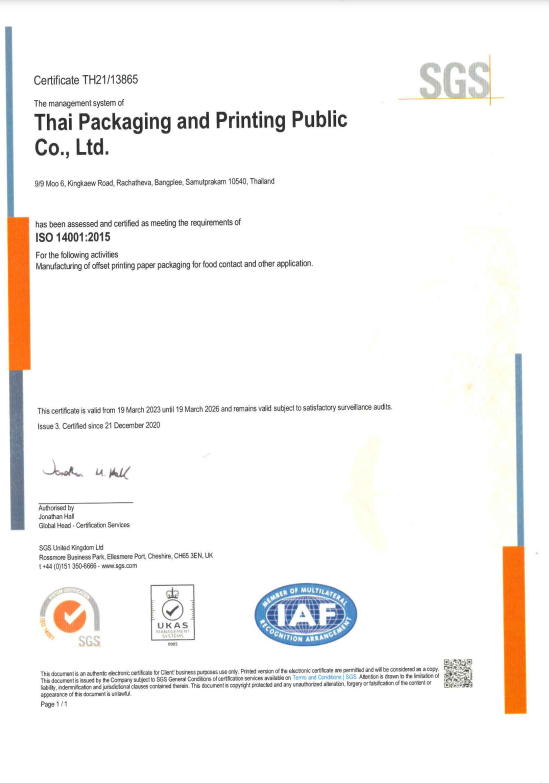 SGS
Certificate TH21/13865
The management system of
Thai Packaging and Printing Public
Co., Ltd.
9/9 Moo 6, Kingkaew Road, Rachatheva, Bangplee, Samutprakarn 10540, Thailand
has been assessed and certified as meeting the requirements of
ISO 14001:2015
For the following activities
Manufacturing of offset printing paper packaging for food contact and other application.
This certificate is valid from 19 March 2023 until 19 March 2026 and remains valid subject to satisfactory surveillance audits.
Issue 3. Certified since 21 December 2020
Jonathan M. Hall
Authorised by
Jonathan Hall
Global Head - Certification Services
SGS United Kingdom Ltd
Rossmore Business Park, Ellesmere Port, Cheshire, CH65 3EN, UK
t +44 (0)151 350-6666 - www.sgs.com
SGS
UKAS
MANAGEMENT
SYSTEMS
0005
MEMBER OF MULTILATERAL
IAF
RECOGNITION ARRANGEMENT
This document is an authentic electronic certificate for Client' business purposes use only. Printed version of the electronic certificate are permitted and will be considered as a copy.
This document is issued by the Company subject to SGS General Conditions of certification services available on Terms and Conditions | SGS. Attention is drawn to the limitation of
liability, indemnification and jurisdictional clauses contained therein. This document is copyright protected and any unauthorized alteration, forgery or falsification of the content or
appearance of this document is unlawful.
Page 1 / 1